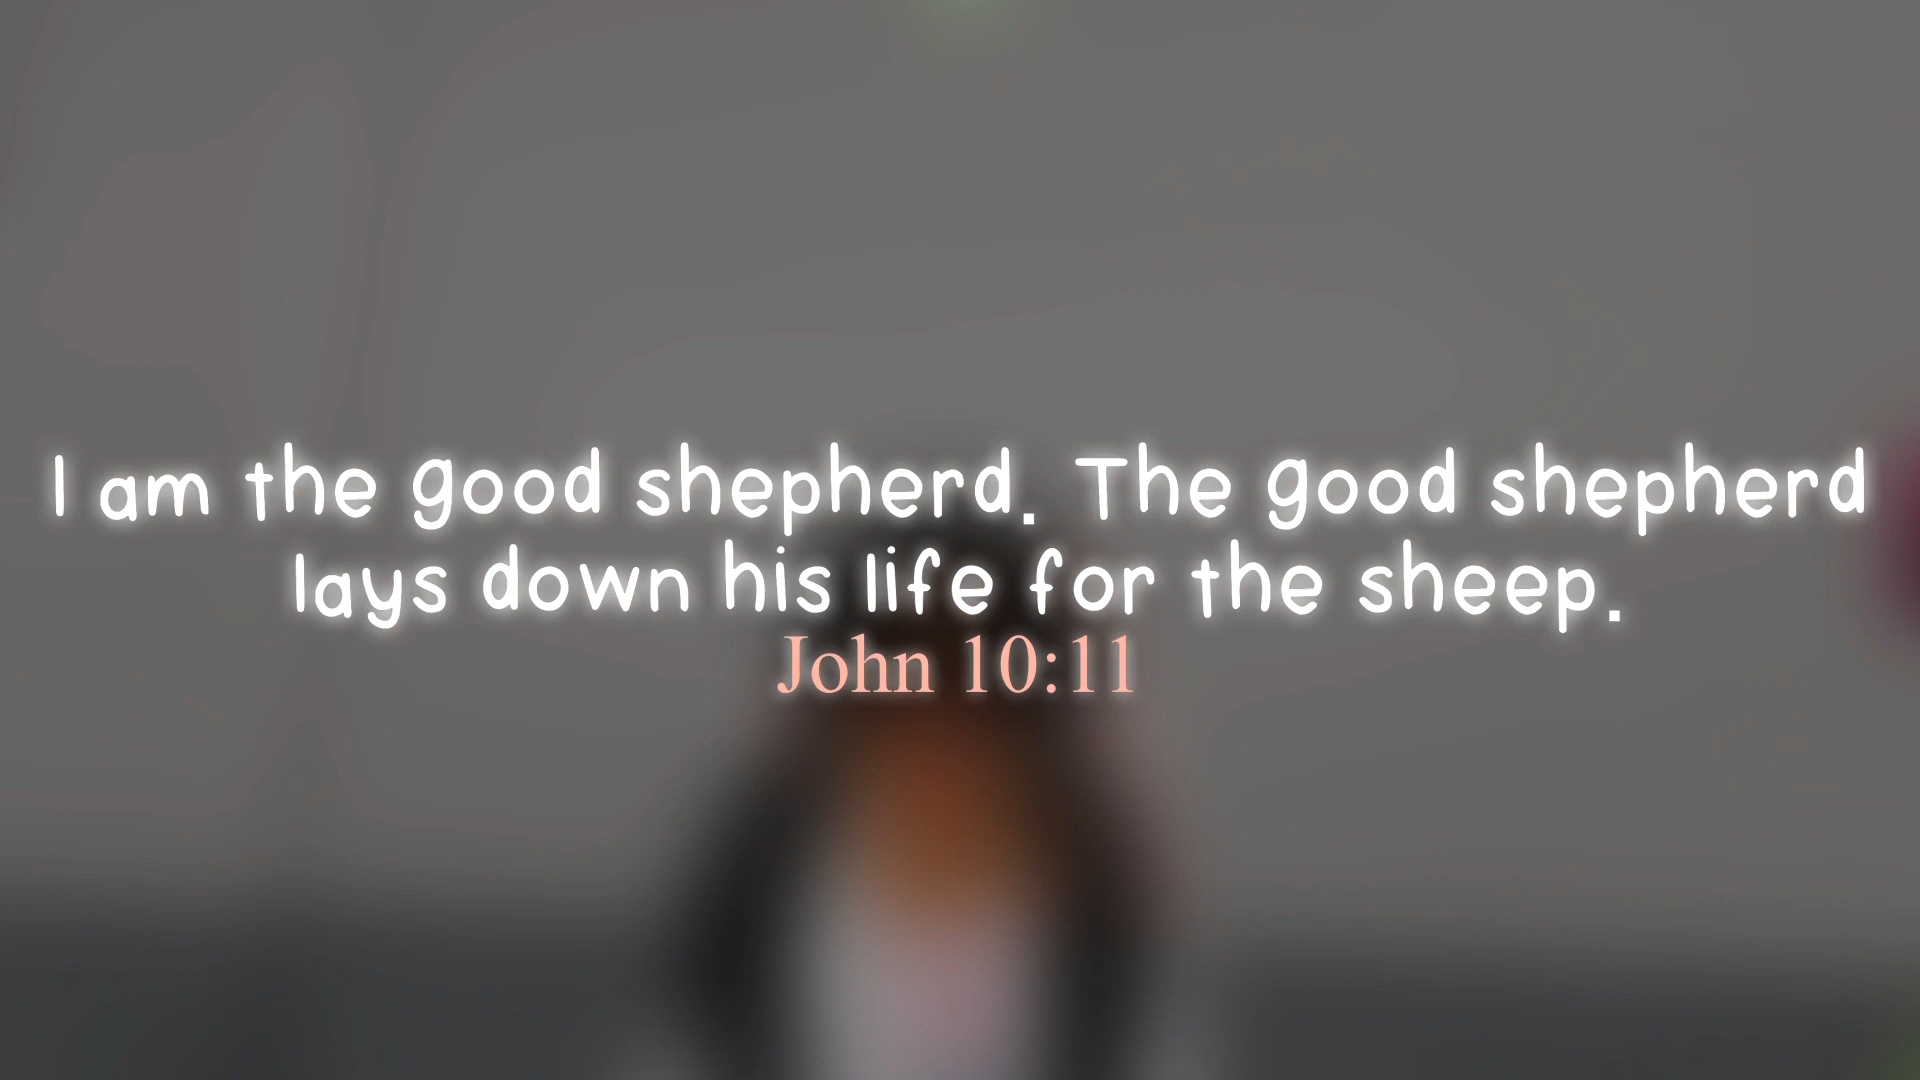 I am the good shepherd. The good shepherd
lays down his life for the sheep.
John 10:11